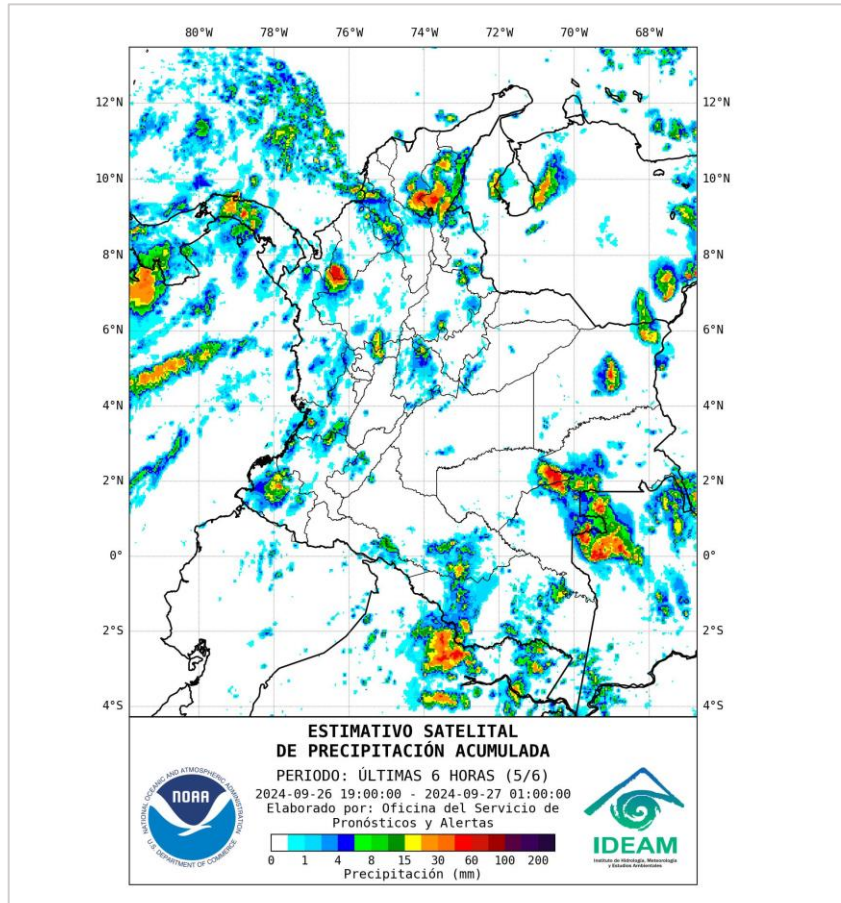 80°W 78°W 76°W 74°W 72°W 70°W 68°W
12°N 12°N
10°N 10°N
8°N 8°N
6°N 6°N
4°N 4°N
2°N 2°N
0° 0°
2°S 2°S
4°S 4°S
ESTIMATIVO SATELITAL
DE PRECIPITACIÓN ACUMULADA
PERIODO: ÚLTIMAS 6 HORAS (5/6)
2024-09-26 19:00:00 - 2024-09-27 01:00:00
Elaborado por: Oficina del Servicio de
Pronósticos y Alertas
0 1 4 8 15 30 60 100 200
Precipitación (mm)
NATIONAL OCEANIC AND ATMOSPHERIC ADMINISTRATION
NOAA
U.S. DEPARTMENT OF COMMERCE
IDEAM
Instituto de Hidrología, Meteorología
y Estudios Ambientales